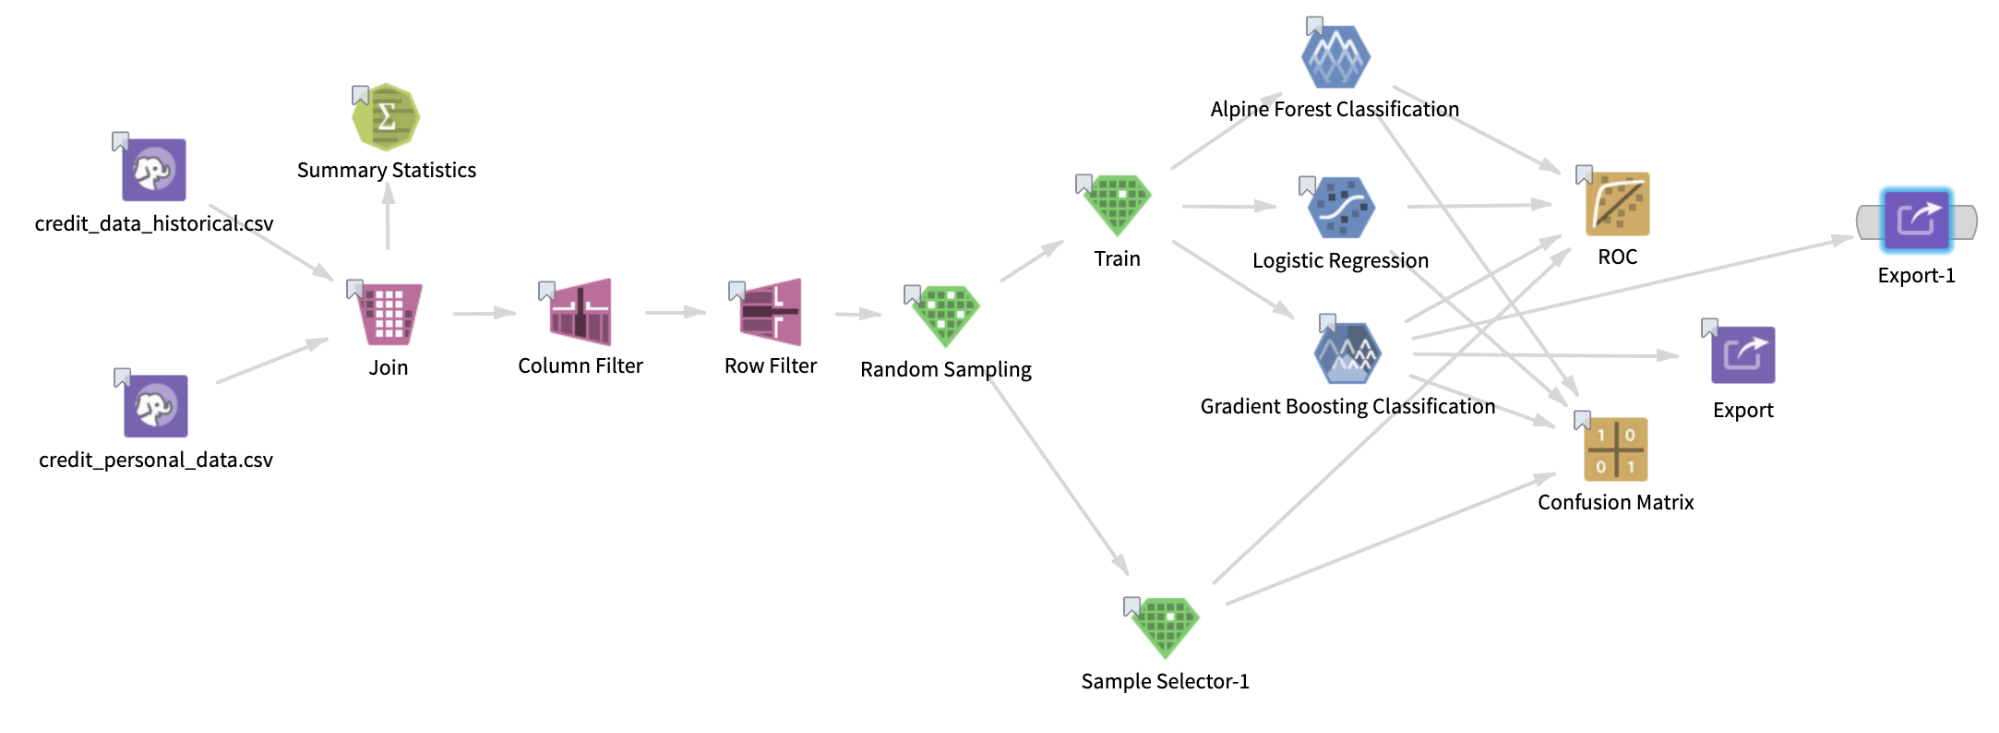 Alpine Forest Classification
Summary Statistics
credit_data_historical.csv
Train
Logistic Regression
ROC
Export-1
Join
Column Filter
Row Filter
Random Sampling
Gradient Boosting Classification
Export
credit_personal_data.csv
1 0
0 1
Confusion Matrix
Sample Selector-1
Σ